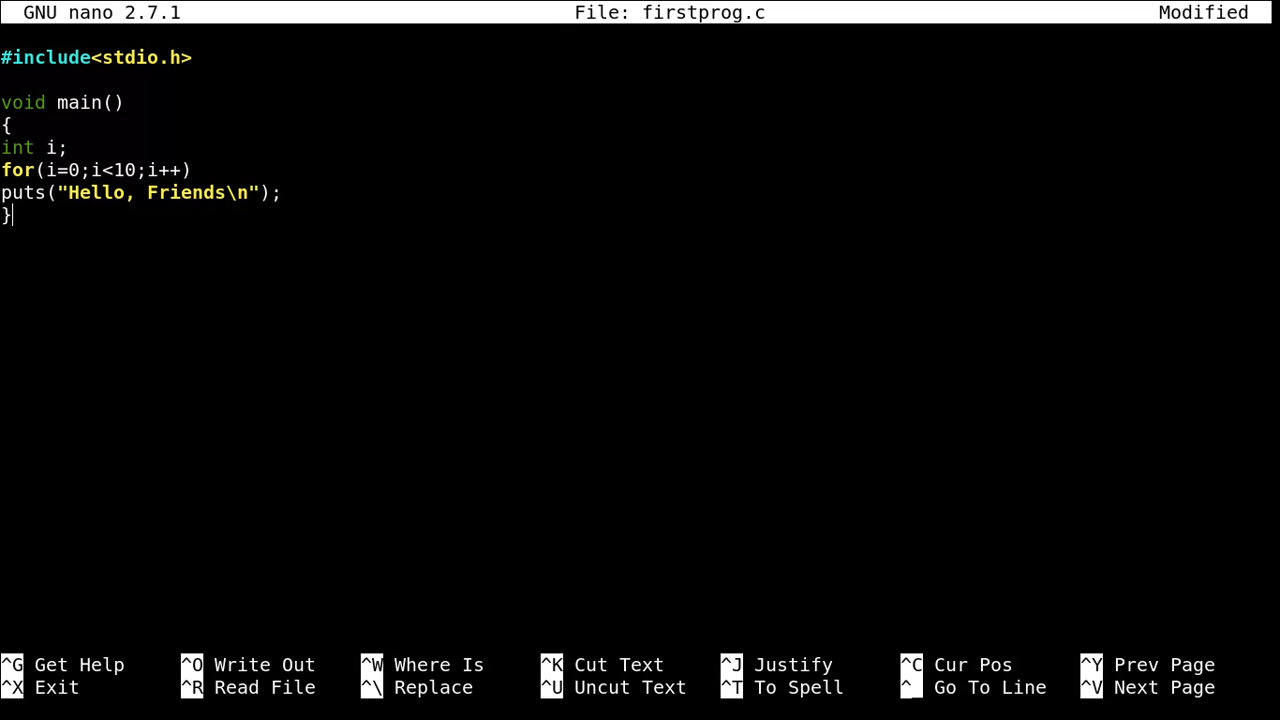 GNU nano 2.7.1 File: firstprog.c Modified
#include<stdio.h>
void main()
{
int i;
for(i=0;i<10;i++)
puts("Hello, Friends\n");
}
^G Get Help ^O Write Out ^W Where Is ^K Cut Text ^J Justify ^C Cur Pos ^Y Prev Page
^X Exit ^R Read File ^\ Replace ^U Uncut Text ^T To Spell ^_ Go To Line ^V Next Page